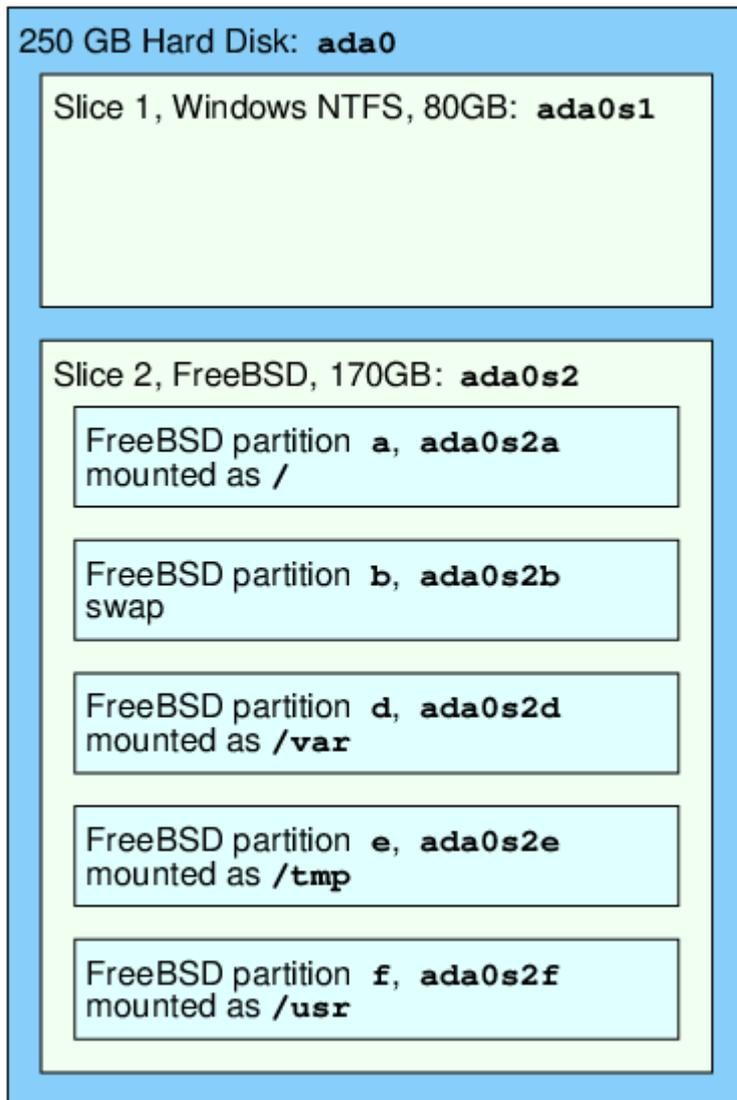 250 GB Hard Disk: ada0
Slice 1, Windows NTFS, 80GB: ada0s1
Slice 2, FreeBSD, 170GB: ada0s2
FreeBSD partition a, ada0s2a
mounted as /
FreeBSD partition b, ada0s2b
swap
FreeBSD partition d, ada0s2d
mounted as /var
FreeBSD partition e, ada0s2e
mounted as /tmp
FreeBSD partition f, ada0s2f
mounted as /usr